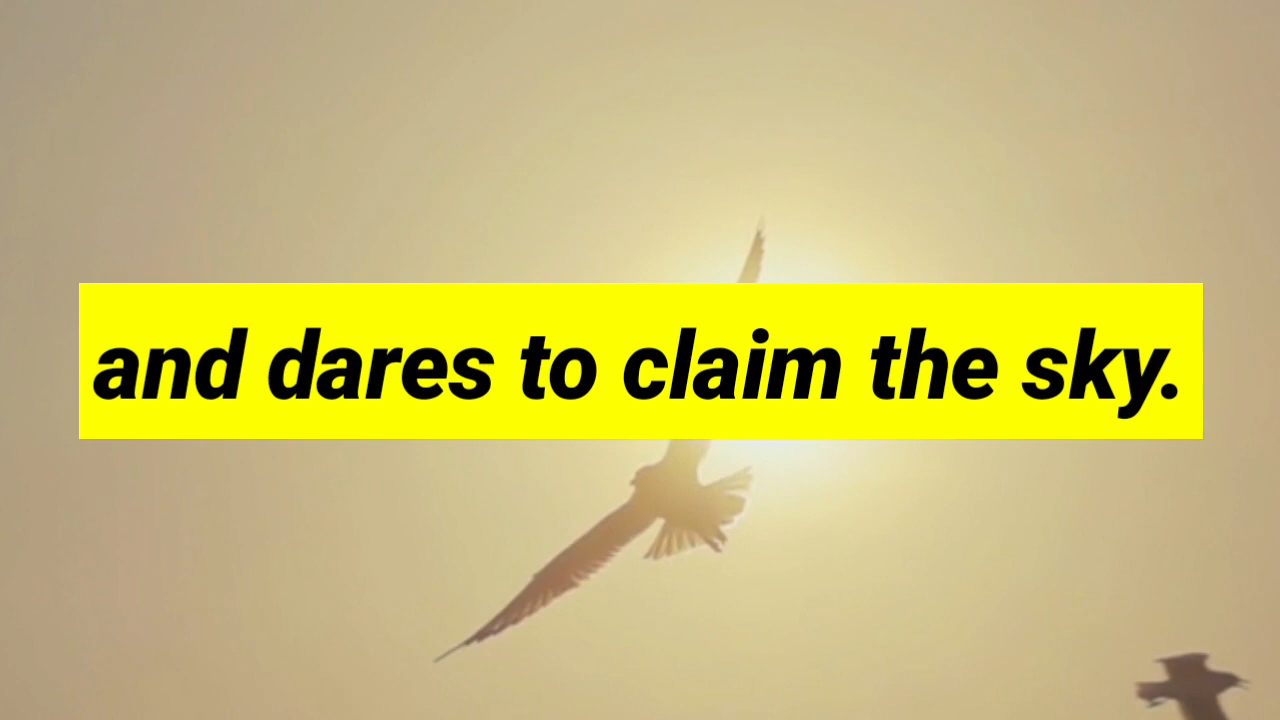 and dares to claim the sky.